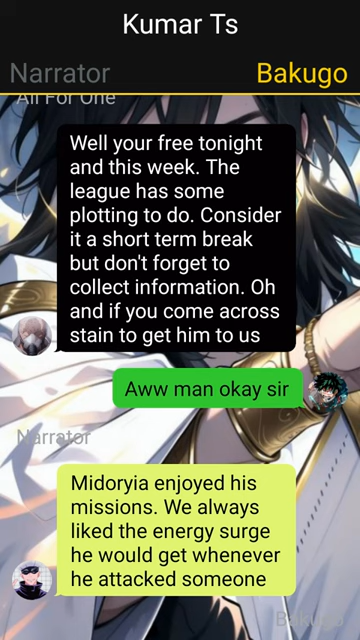 Kumar Ts
Narrator
Bakugo
All For One
Well your free tonight
and this week. The
league has some
plotting to do. Consider
it a short term break
but don't forget to
collect information. Oh
and if you come across
stain to get him to us
Aww man okay sir
Narrator
Midoryia enjoyed his
missions. We always
liked the energy surge
he would get whenever
he attacked someone
Bakugo